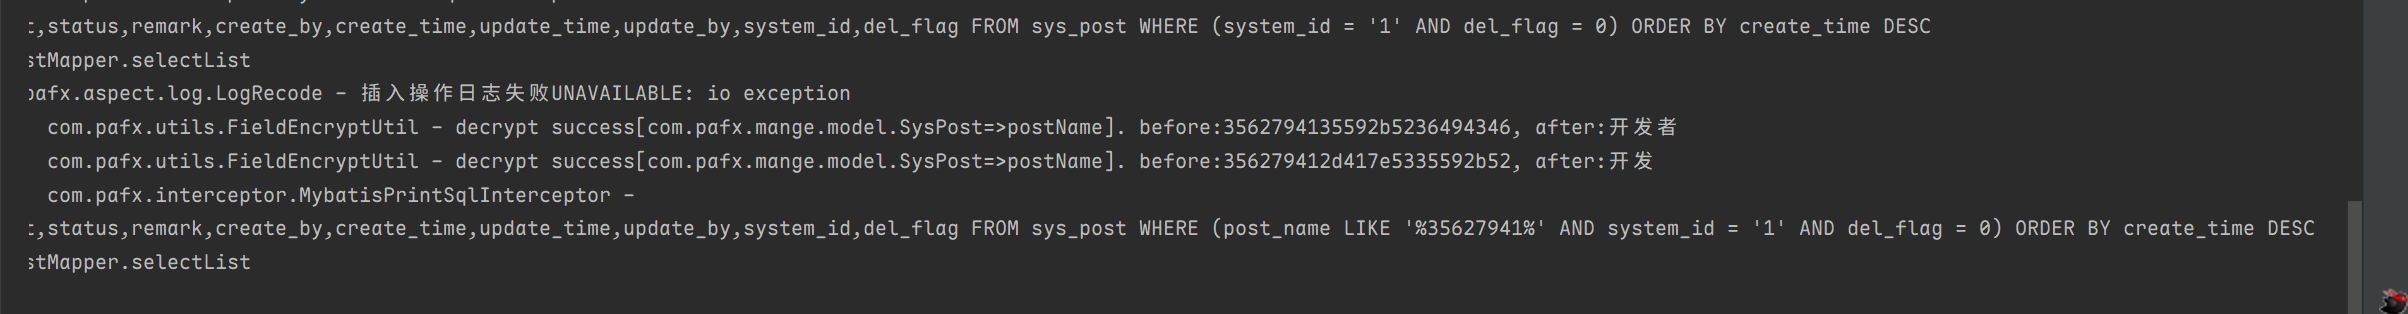 ,status,remark,create_by,create_time,update_time,update_by,system_id,del_flag FROM sys_post WHERE (system_id = '1' AND del_flag = 0) ORDER BY create_time DESC
stMapper.selectList
pafx.aspect.log.LogRecode - 插入操作日志失败UNAVAILABLE: io exception
com.pafx.utils.FieldEncryptUtil - decrypt success[com.pafx.mange.model.SysPost=>postName]. before:3562794135592b5236494346, after:开发者
com.pafx.utils.FieldEncryptUtil - decrypt success[com.pafx.mange.model.SysPost=>postName]. before:356279412d417e5335592b52, after:开发
com.pafx.interceptor.MybatisPrintSqlInterceptor -
,status,remark,create_by,create_time,update_time,update_by,system_id,del_flag FROM sys_post WHERE (post_name LIKE '%35627941%' AND system_id = '1' AND del_flag = 0) ORDER BY create_time DESC
stMapper.selectList